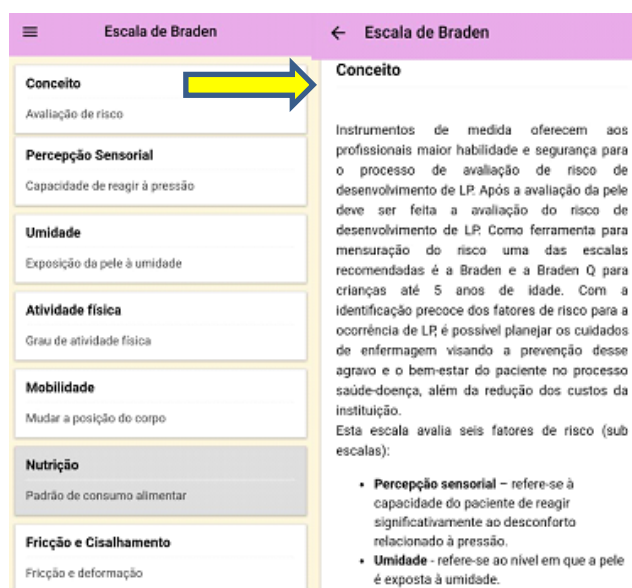 Escala de Braden
Conceito
Avaliação de risco
Percepção Sensorial
Capacidade de reagir à pressão
Umidade
Exposição da pele à umidade
Atividade física
Grau de atividade física
Mobilidade
Mudar a posição do corpo
Nutrição
Padrão de consumo alimentar
Fricção e Cisalhamento
Fricção e deformação
Escala de Braden
Conceito
Instrumentos de medida oferecem aos
profissionais maior habilidade e segurança para
o processo de avaliação de risco de
desenvolvimento de LP. Após a avaliação da pele
deve ser feita a avaliação do risco de
desenvolvimento de LP. Como ferramenta para
mensuração do risco uma das escalas
recomendadas é a Braden e a Braden Q para
crianças até 5 anos de idade. Com a
identificação precoce dos fatores de risco para a
ocorrência de LP, é possível planejar os cuidados
de enfermagem visando a prevenção desse
agravo e o bem-estar do paciente no processo
saúde-doença, além da redução dos custos da
instituição.
Esta escala avalia seis fatores de risco (sub
escalas):
• Percepção sensorial – refere-se à
capacidade do paciente de reagir
significativamente ao desconforto
relacionado à pressão.
• Umidade - refere-se ao nível em que a pele
é exposta à umidade.